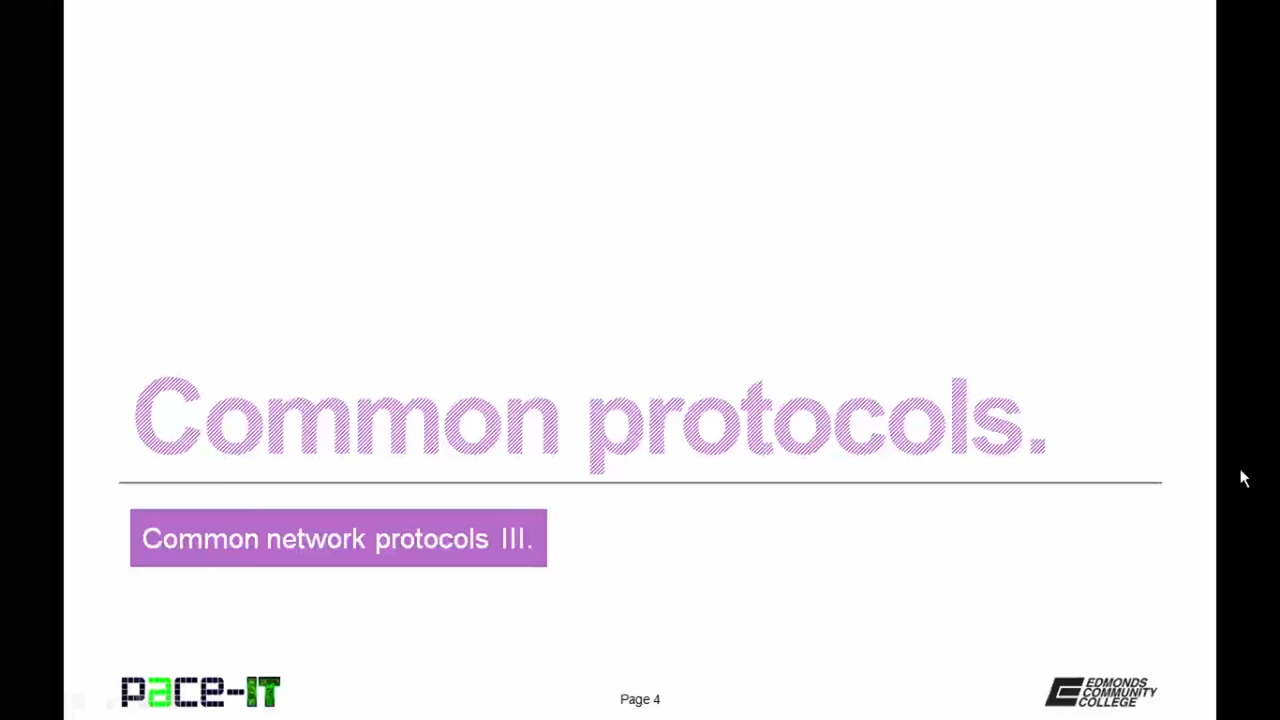 Common protocols.
Common network protocols III.
pace-IT
Page 4
EDMONDS
COMMUNITY
COLLEGE